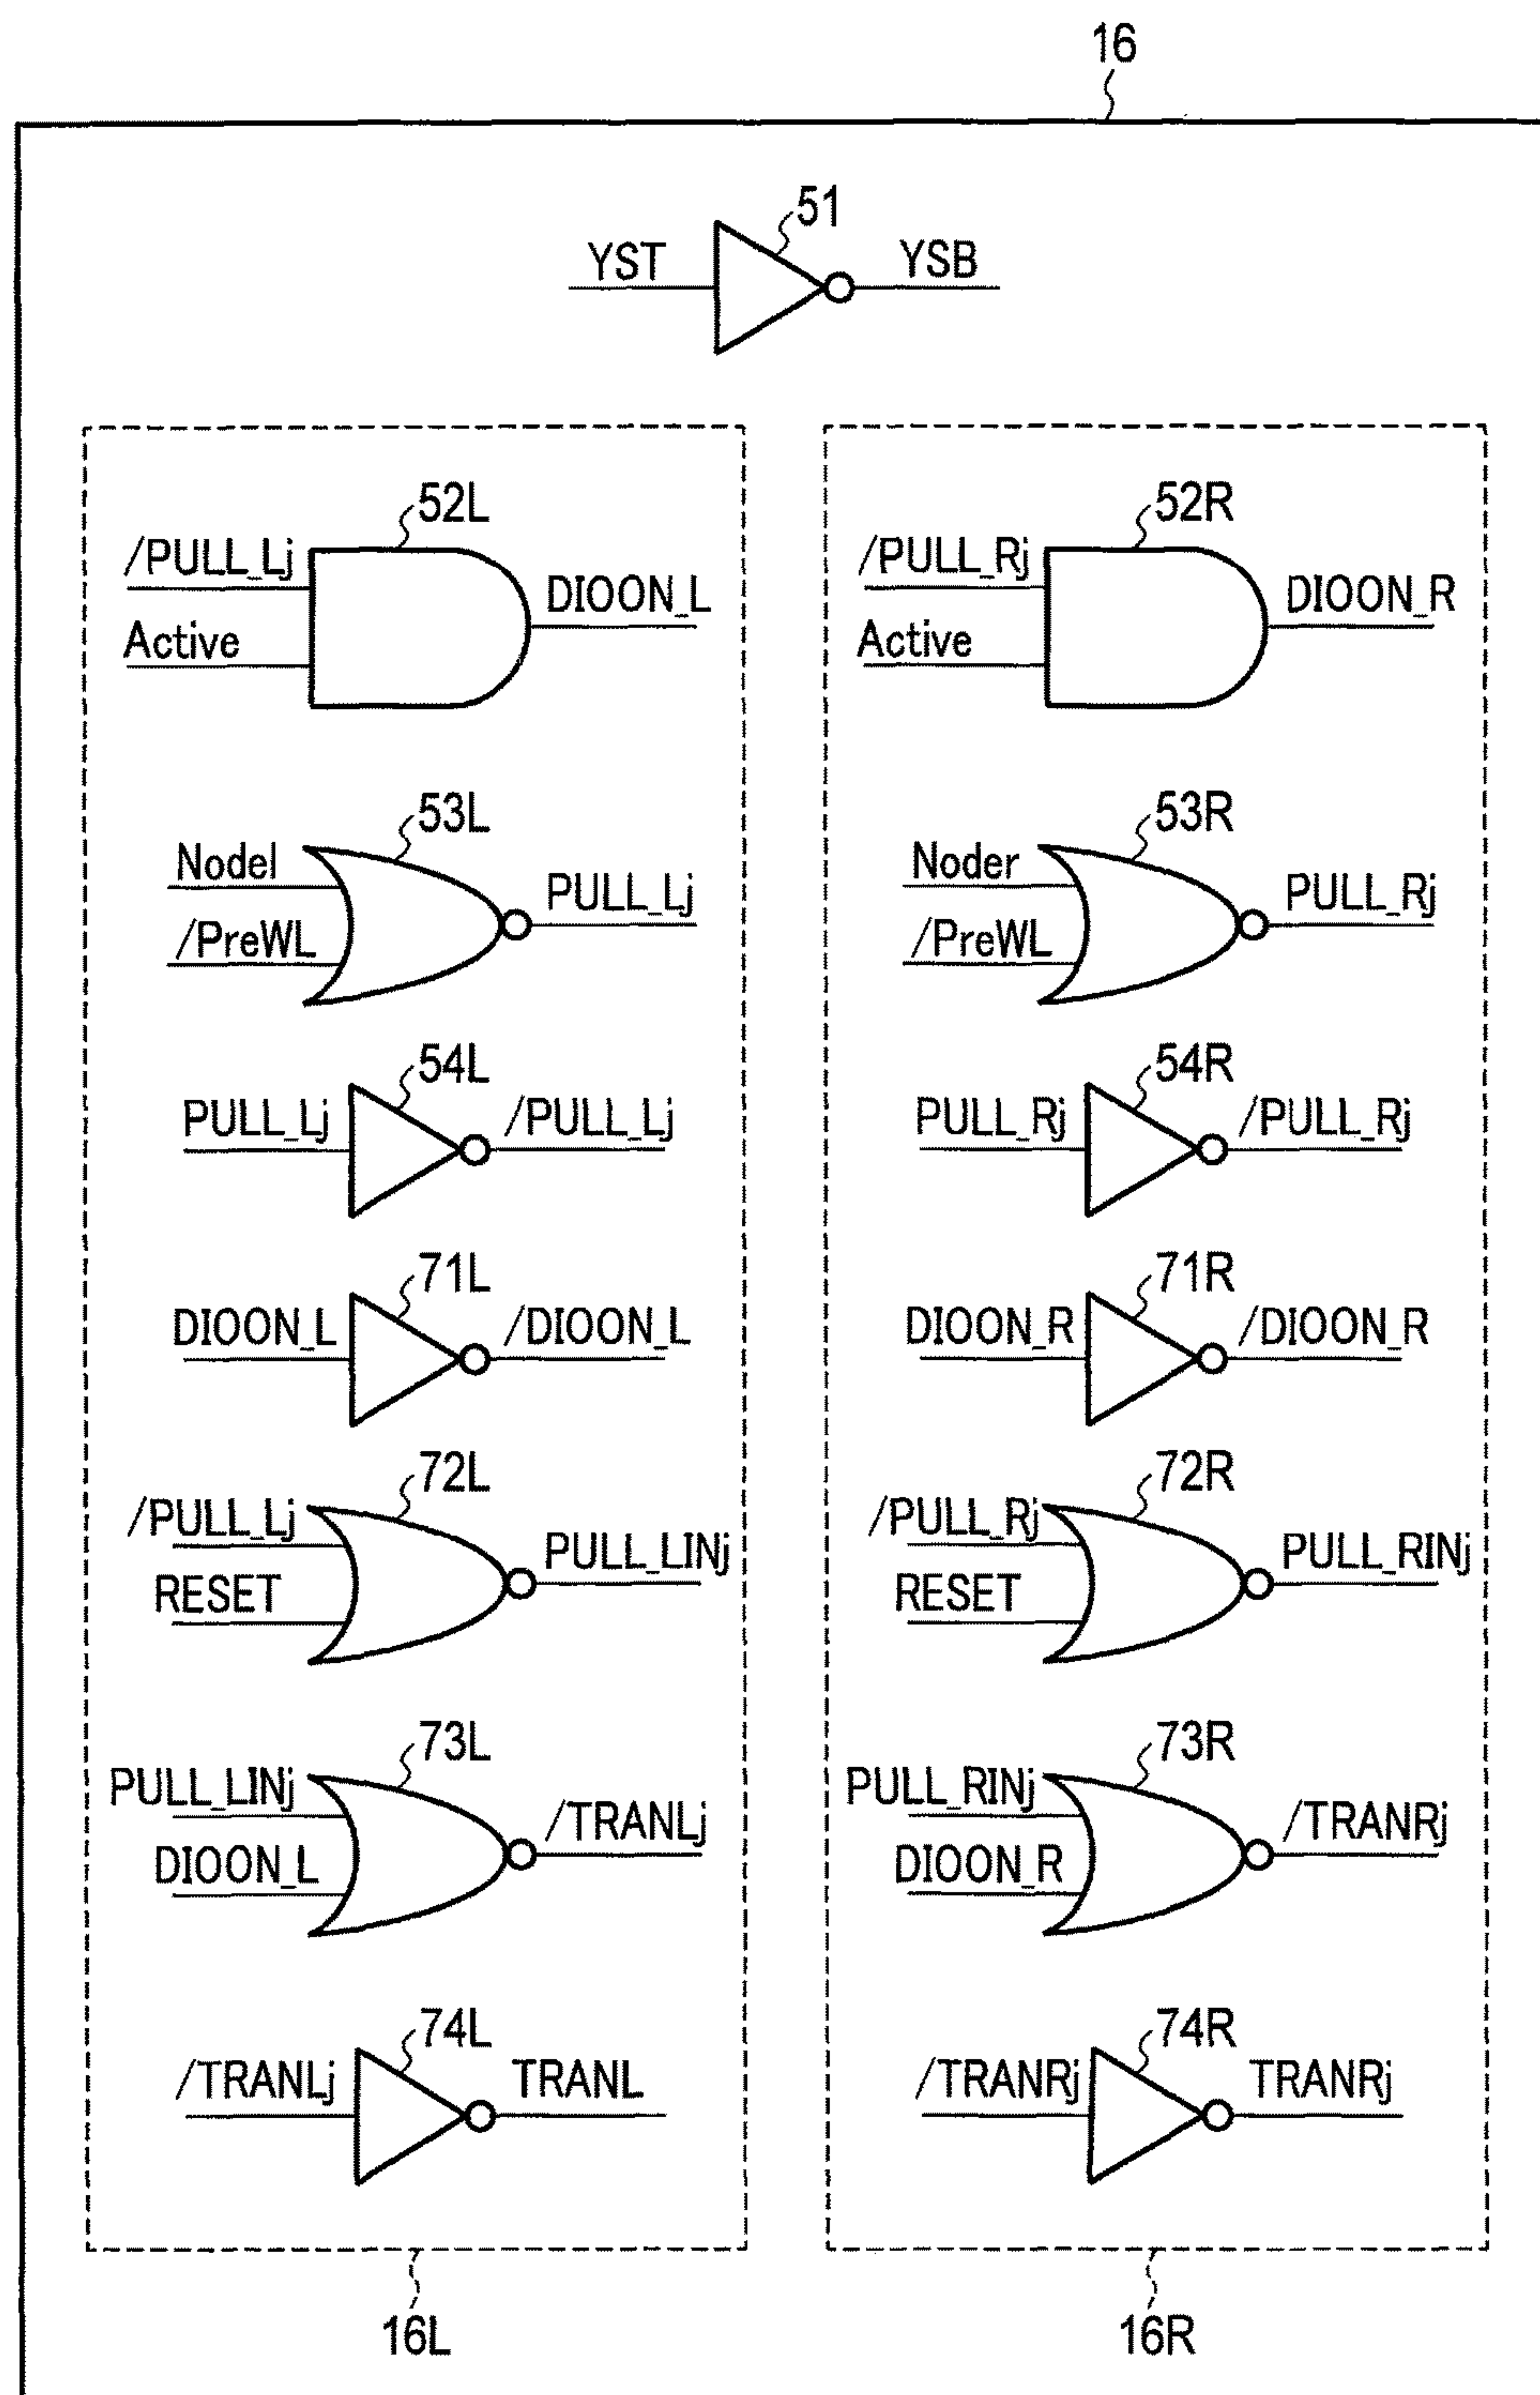 16
51
YST
YSB
52L
/PULL_Lj
Active
DIOON_L
53L
Nodel
/PreWL
PULL_Lj
54L
PULL_Lj
/PULL_Lj
71L
DIOON_L
/DIOON_L
72L
/PULL_Lj
RESET
PULL_LINj
73L
PULL_LINj
DIOON_L
/TRANLj
74L
/TRANLj
TRANL
16L
52R
/PULL_Rj
Active
DIOON_R
53R
Noder
/PreWL
PULL_Rj
54R
PULL_Rj
/PULL_Rj
71R
DIOON_R
/DIOON_R
72R
/PULL_Rj
RESET
PULL_RINj
73R
PULL_RINj
DIOON_R
/TRANRj
74R
/TRANRj
TRANRj
16R